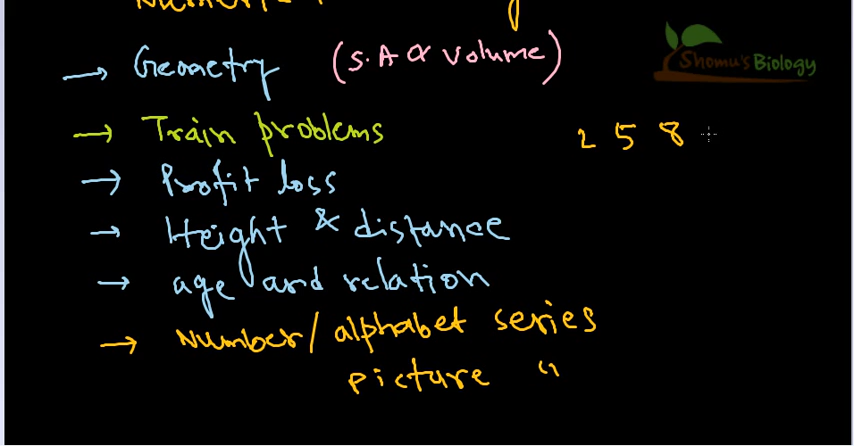 → Geometry (S.A & Volume)
Shomu's Biology
→ Train problems
2 5 8
→ Profit loss
→ Height & distance
→ age and relation
→ Number/alphabet series
picture "